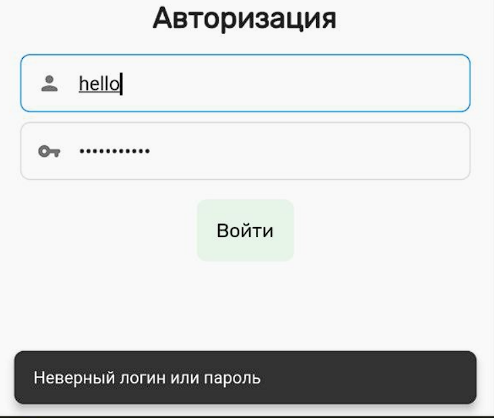 Авторизация
hello
•••••••••••
Войти
Неверный логин или пароль